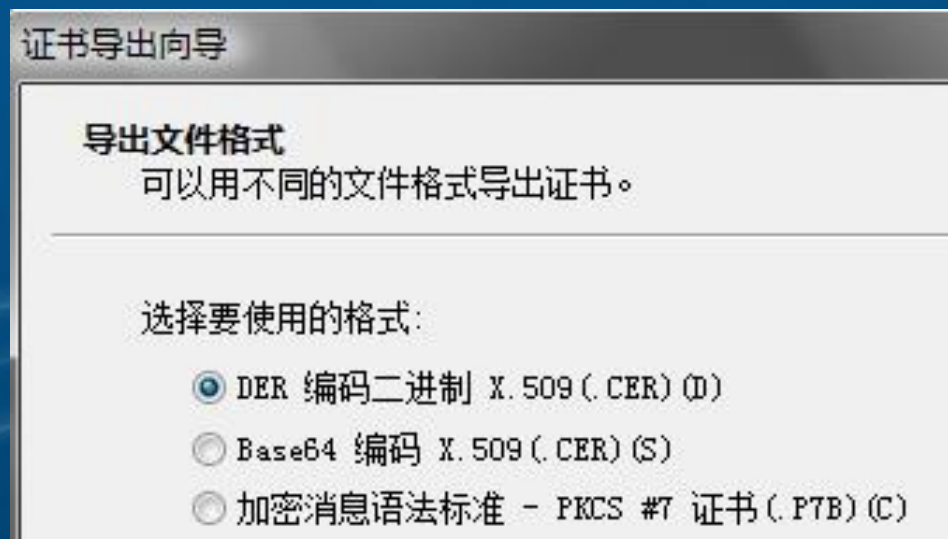 证书导出向导
导出文件格式
可以用不同的文件格式导出证书。
选择要使用的格式:
DER 编码二进制 X.509(.CER)(D)
Base64 编码 X.509(.CER)(S)
加密消息语法标准 - PKCS #7 证书(.P7B)(C)